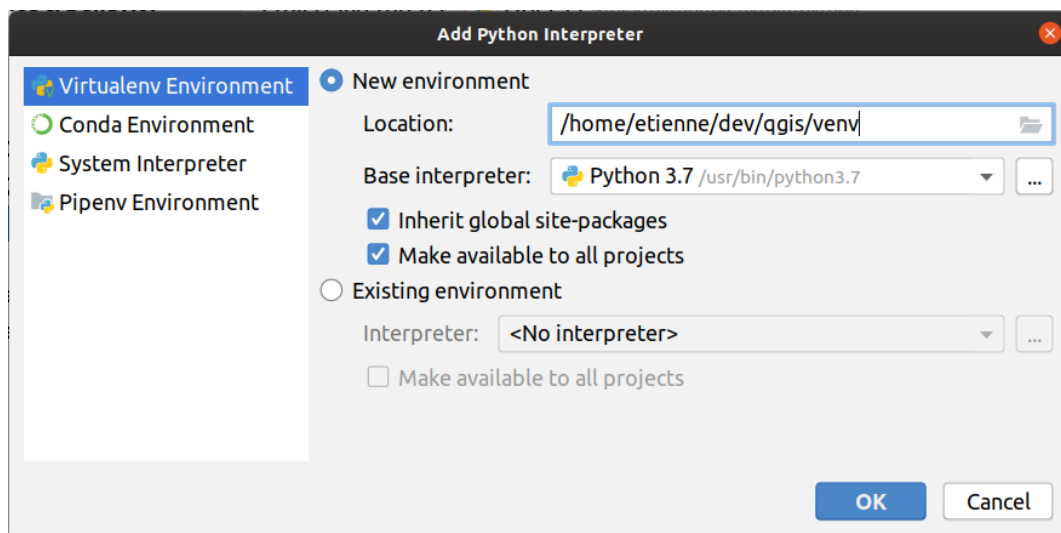 Add Python Interpreter
Virtualenv Environment
Conda Environment
System Interpreter
Pipenv Environment
New environment
Location: /home/etienne/dev/qgis/venv
Base interpreter: Python 3.7 /usr/bin/python3.7 ...
Inherit global site-packages
Make available to all projects
Existing environment
Interpreter: <No interpreter> ...
Make available to all projects
OK Cancel